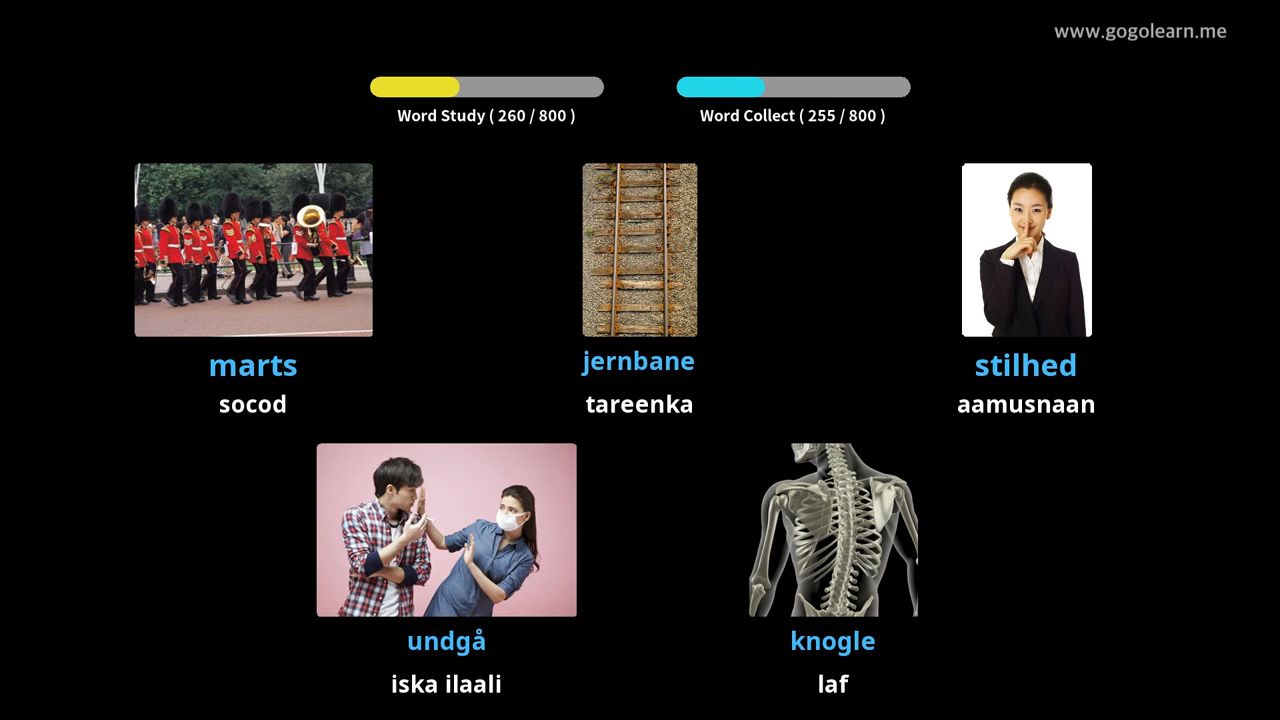 www.gogolearn.me
Word Study ( 260 / 800 )
Word Collect ( 255 / 800 )
marts
jernbane
stilhed
socod
tareenka
aamusnaan
undgå
knogle
iska ilaali
laf